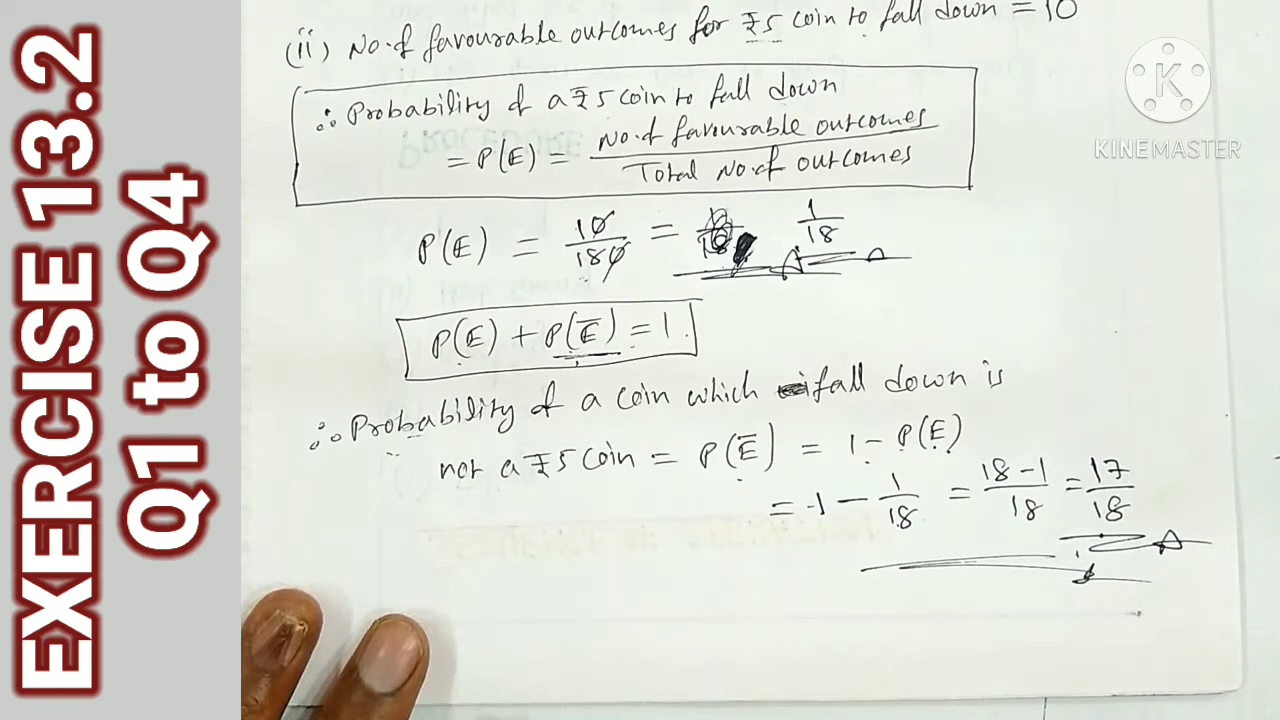 EXERCISE 13.2
Q1 to Q4
K
KINEMASTER
(ii) No.of favourable outcomes for ₹5 coin to fall down = 10
∴ Probability of a ₹5 coin to fall down
= P(E) = No.of favourable outcomes / Total No.of outcomes
P(E) = 10/180 = 1/18
P(E) + P(E̅) = 1.
∴ Probability of a coin which fall down is
not a ₹5 coin = P(E̅) = 1 - P(E)
= 1 - 1/18 = 18-1/18 = 17/18